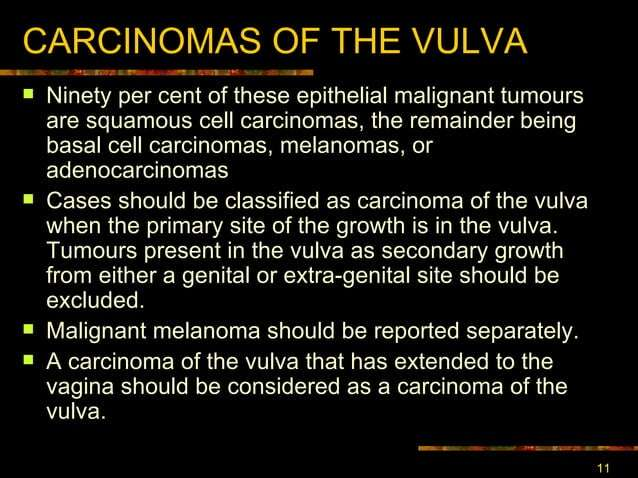 CARCINOMAS OF THE VULVA
Ninety per cent of these epithelial malignant tumours
are squamous cell carcinomas, the remainder being
basal cell carcinomas, melanomas, or
adenocarcinomas
Cases should be classified as carcinoma of the vulva
when the primary site of the growth is in the vulva.
Tumours present in the vulva as secondary growth
from either a genital or extra-genital site should be
excluded.
Malignant melanoma should be reported separately.
A carcinoma of the vulva that has extended to the
vagina should be considered as a carcinoma of the
vulva.
11